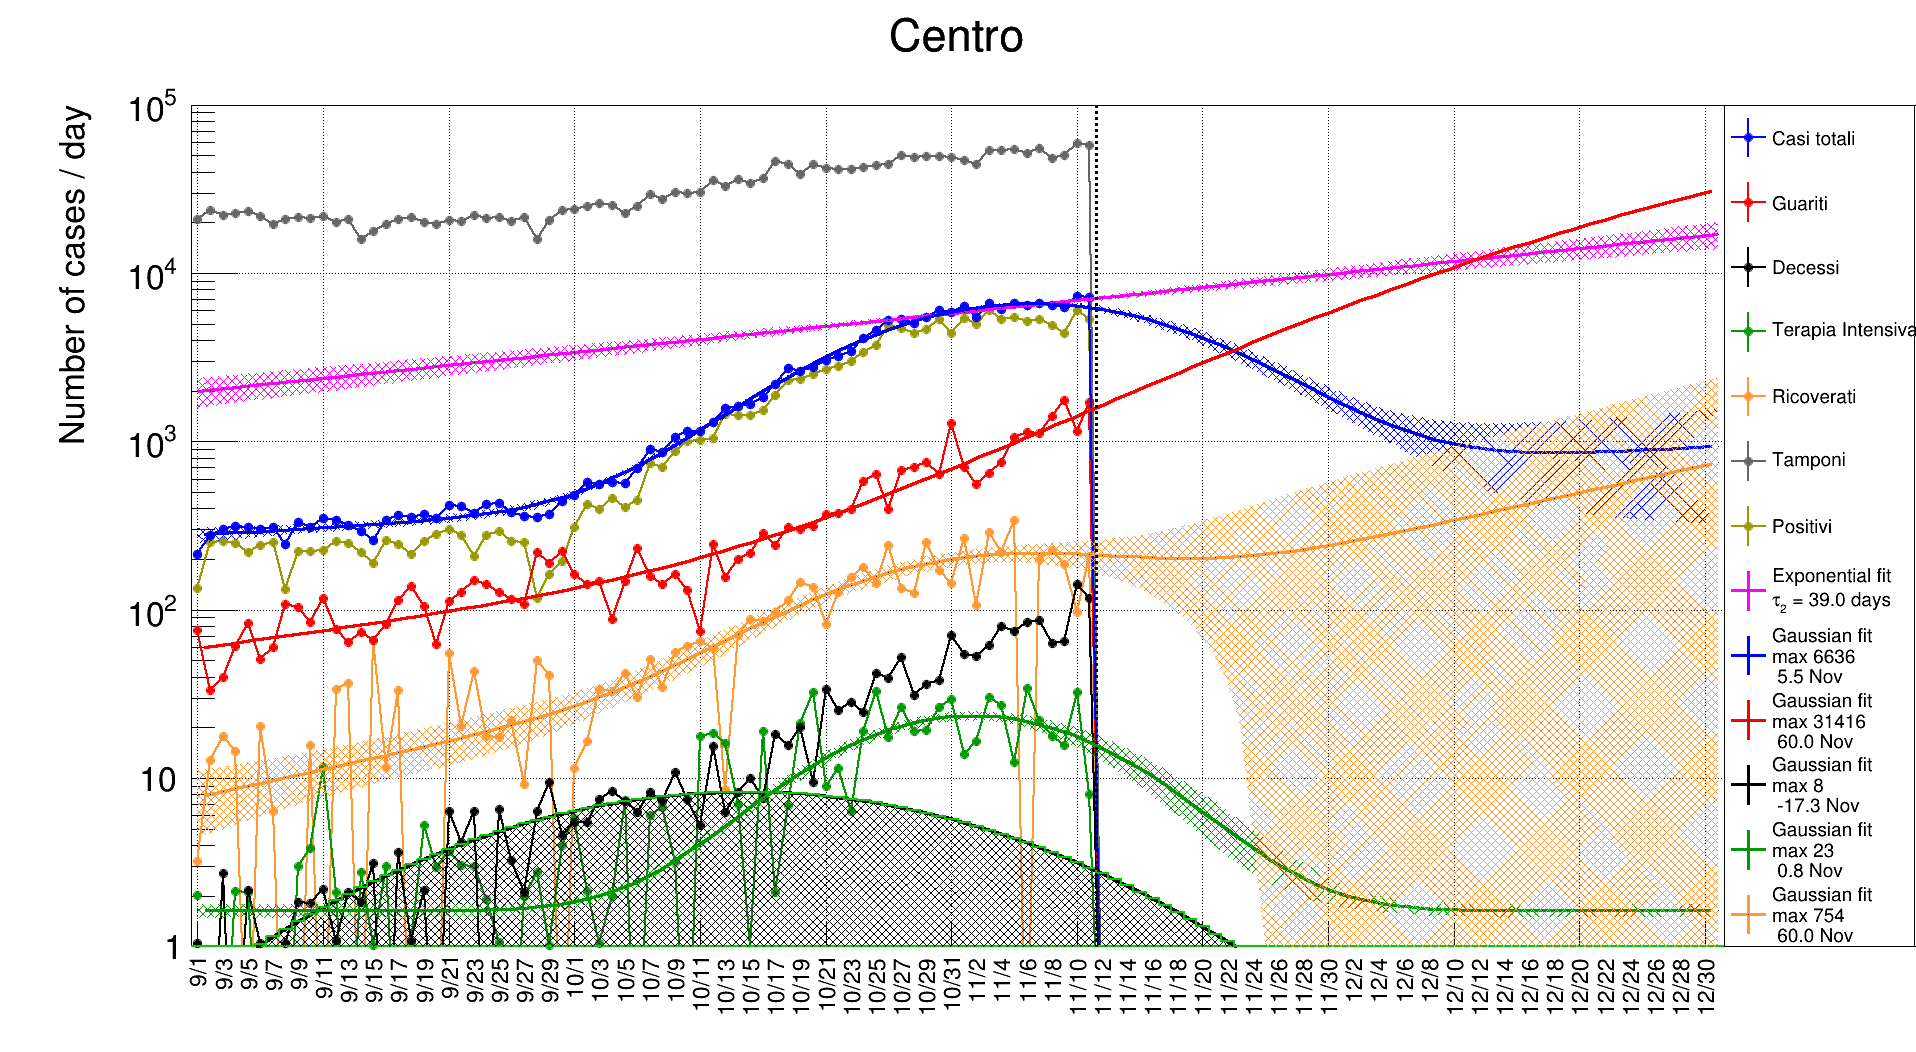 Centro
Number of cases / day
10^5
10^4
10^3
10^2
10
1
9/1
9/3
9/5
9/7
9/9
9/11
9/13
9/15
9/17
9/19
9/21
9/23
9/25
9/27
9/29
10/1
10/3
10/5
10/7
10/9
10/11
10/13
10/15
10/17
10/19
10/21
10/23
10/25
10/27
10/29
10/31
11/2
11/4
11/6
11/8
11/10
11/12
11/14
11/16
11/18
11/20
11/22
11/24
11/26
11/28
11/30
12/2
12/4
12/6
12/8
12/10
12/12
12/14
12/16
12/18
12/20
12/22
12/24
12/26
12/28
12/30
Casi totali
Guariti
Decessi
Terapia Intensiva
Ricoverati
Tamponi
Positivi
Exponential fit
τ2 = 39.0 days
Gaussian fit
max 6636
5.5 Nov
Gaussian fit
max 31416
60.0 Nov
Gaussian fit
max 8
-17.3 Nov
Gaussian fit
max 23
0.8 Nov
Gaussian fit
max 754
60.0 Nov